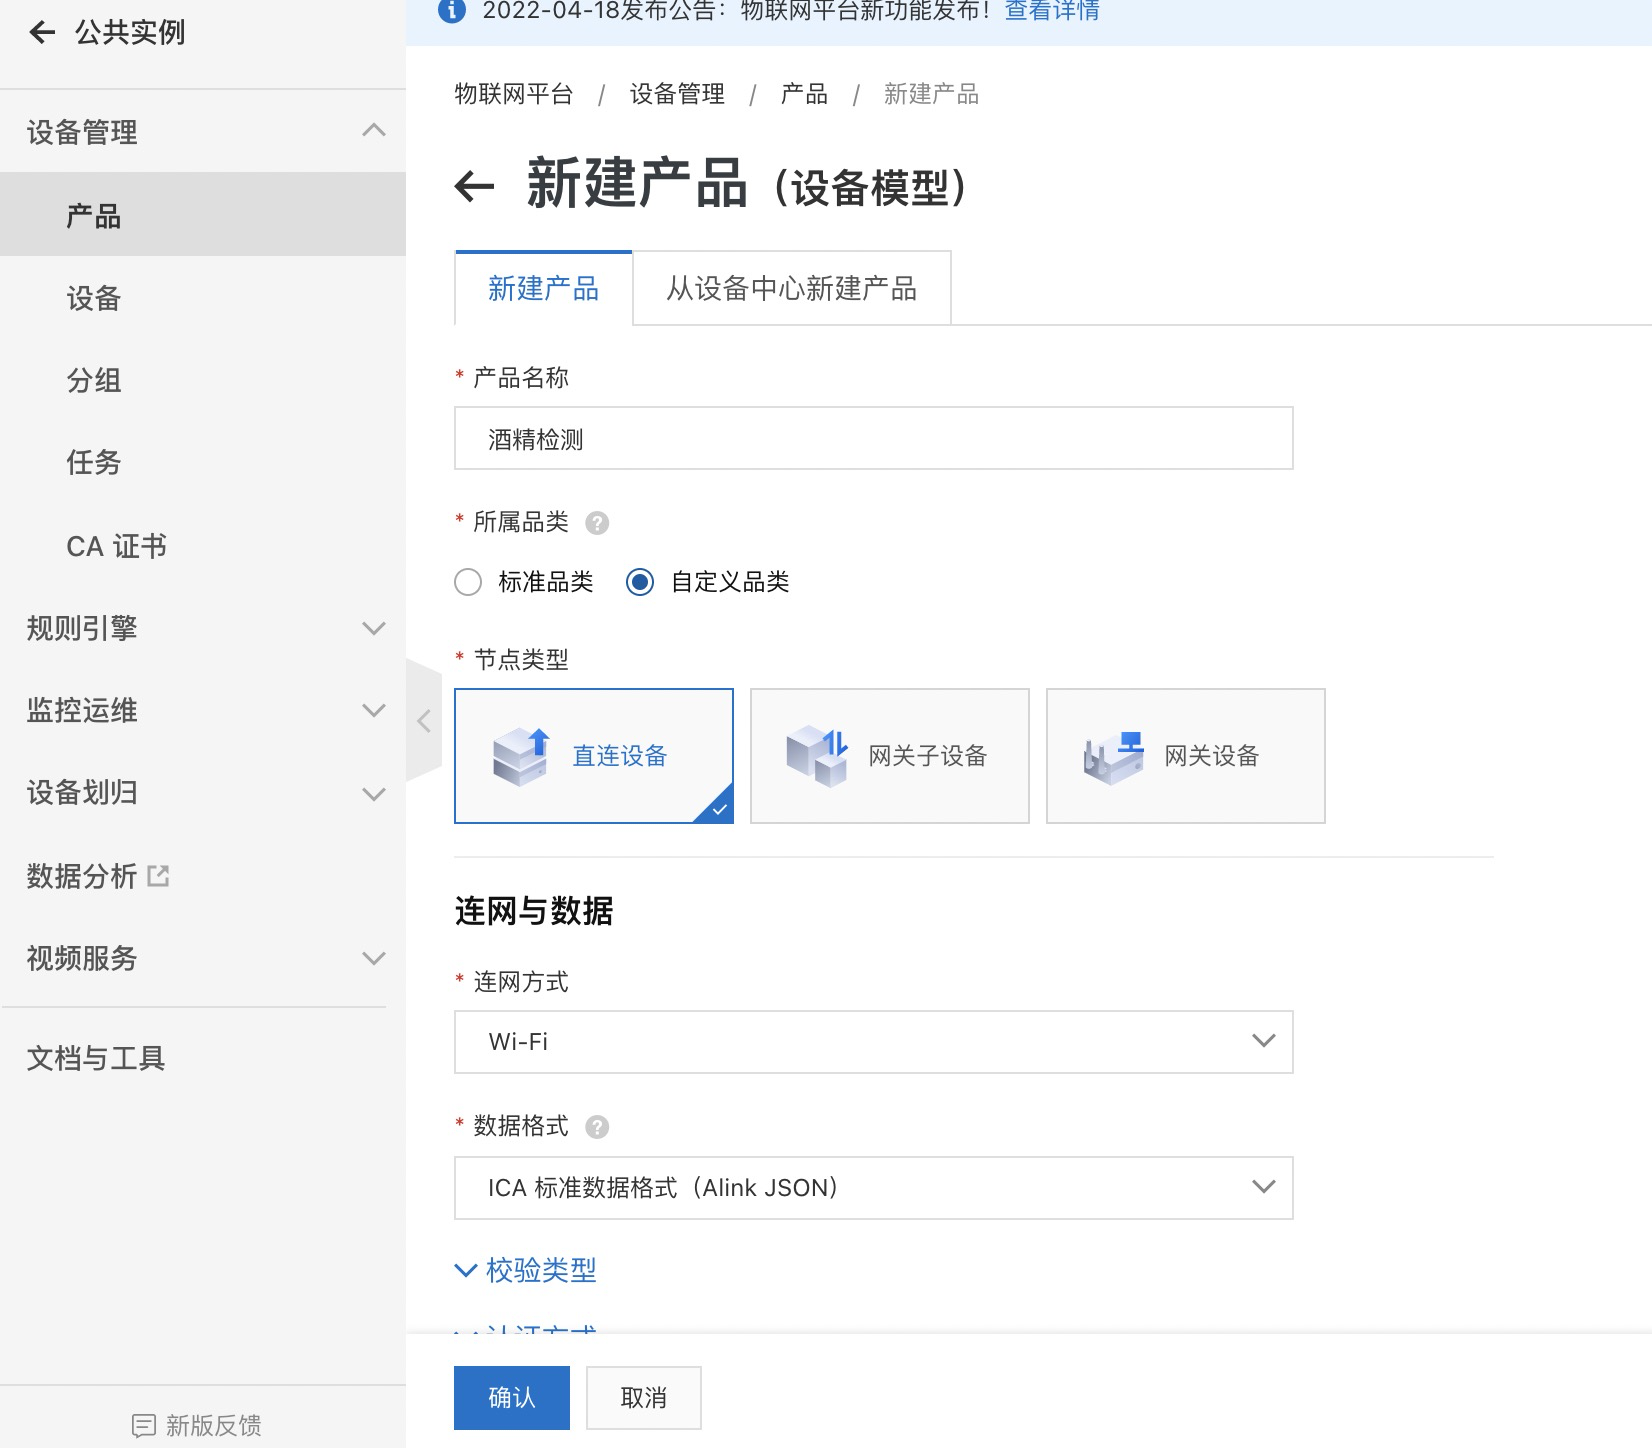 公共实例
设备管理
产品
设备
分组
任务
CA 证书
规则引擎
监控运维
设备划归
数据分析
视频服务
文档与工具
新版反馈
2022-04-18发布公告：物联网平台新功能发布！查看详情
物联网平台 / 设备管理 / 产品 / 新建产品
新建产品（设备模型）
新建产品 从设备中心新建产品
* 产品名称
酒精检测
* 所属品类 ?
标准品类 自定义品类
* 节点类型
直连设备 网关子设备 网关设备
连网与数据
* 连网方式
Wi-Fi
* 数据格式 ?
ICA 标准数据格式（Alink JSON）
校验类型
认证方式
确认 取消